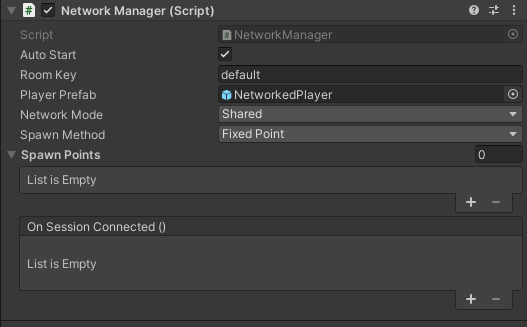 Network Manager (Script)
Script NetworkManager
Auto Start
Room Key default
Player Prefab NetworkedPlayer
Network Mode Shared
Spawn Method Fixed Point
Spawn Points 0
List is Empty
On Session Connected ()
List is Empty